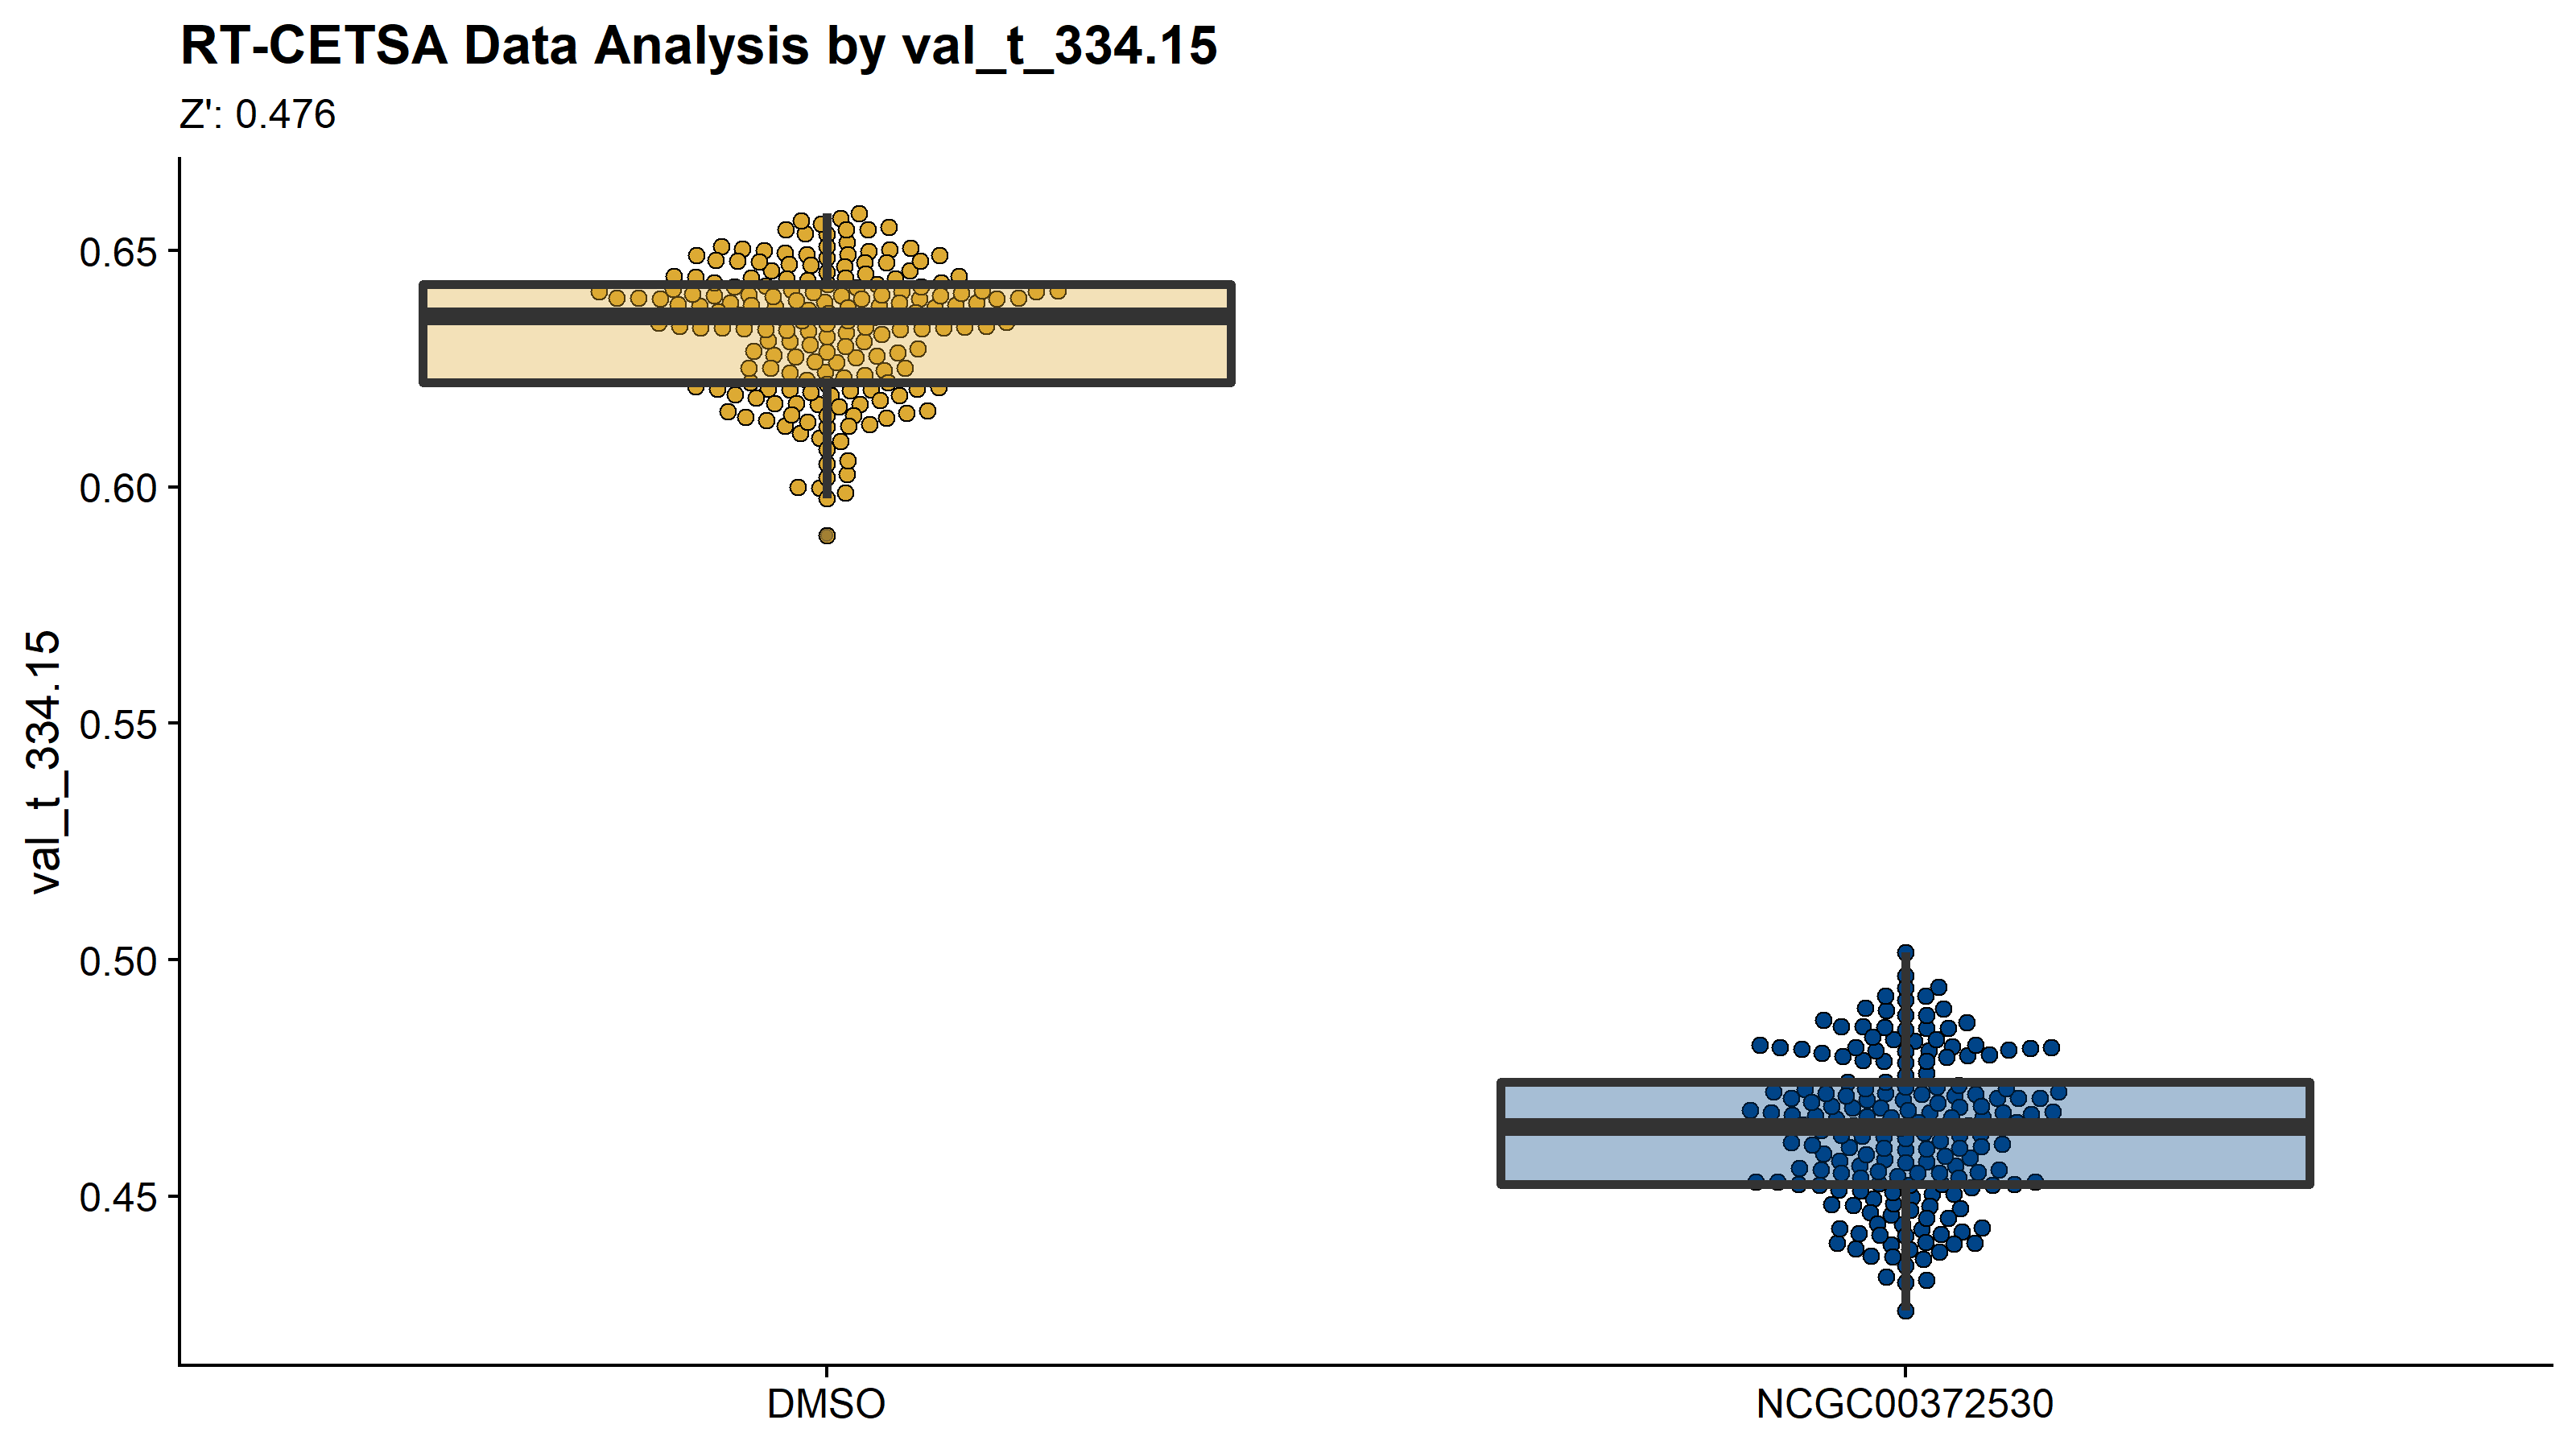 RT-CETSA Data Analysis by val_t_334.15
Z': 0.476
val_t_334.15
0.65
0.60
0.55
0.50
0.45
DMSO
NCGC00372530